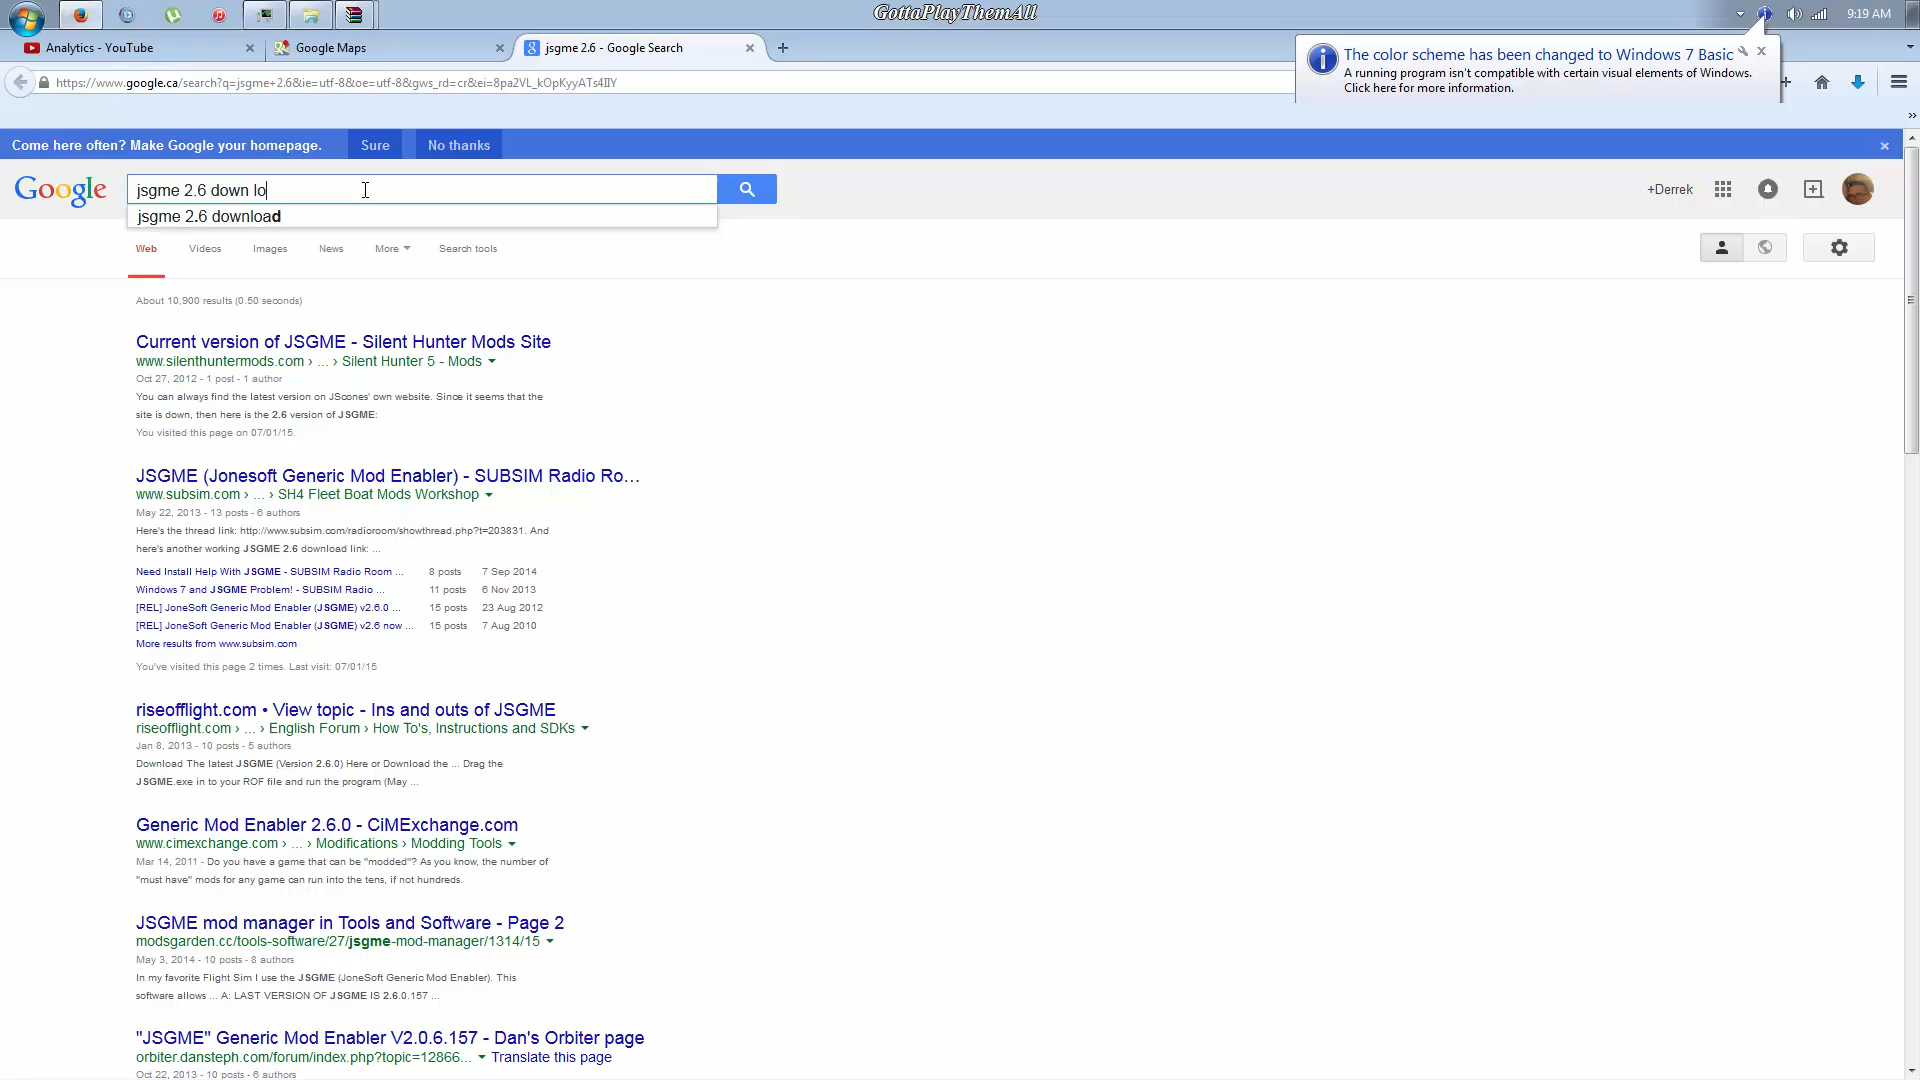 GottaPlayThemAll
9:19 AM
Analytics - YouTube
Google Maps
jsgme 2.6 - Google Search
The color scheme has been changed to Windows 7 Basic
A running program isn't compatible with certain visual elements of Windows.
Click here for more information.
https://www.google.ca/search?q=jsgme+2.6&ie=utf-8&oe=utf-8&gws_rd=cr&ei=8pa2VL_kOpKyyATs4IIY
Come here often? Make Google your homepage. Sure No thanks
Google
jsgme 2.6 down lo
+Derrek
jsgme 2.6 download
Web Videos Images News More Search tools
About 10,900 results (0.50 seconds)
Current version of JSGME - Silent Hunter Mods Site
www.silenthuntermods.com › ... › Silent Hunter 5 - Mods
Oct 27, 2012 - 1 post - 1 author
You can always find the latest version on JScones' own website. Since it seems that the
site is down, then here is the 2.6 version of JSGME:
You visited this page on 07/01/15.
JSGME (Jonesoft Generic Mod Enabler) - SUBSIM Radio Ro...
www.subsim.com › ... › SH4 Fleet Boat Mods Workshop
May 22, 2013 - 13 posts - 6 authors
Here's the thread link: http://www.subsim.com/radioroom/showthread.php?t=203831. And
here's another working JSGME 2.6 download link: ...
Need Install Help With JSGME - SUBSIM Radio Room ... 8 posts 7 Sep 2014
Windows 7 and JSGME Problem! - SUBSIM Radio ... 11 posts 6 Nov 2013
[REL] JoneSoft Generic Mod Enabler (JSGME) v2.6.0 ... 15 posts 23 Aug 2012
[REL] JoneSoft Generic Mod Enabler (JSGME) v2.6 now ... 15 posts 7 Aug 2010
More results from www.subsim.com
You've visited this page 2 times. Last visit: 07/01/15
riseofflight.com • View topic - Ins and outs of JSGME
riseofflight.com › ... › English Forum › How To's, Instructions and SDKs
Jan 8, 2013 - 10 posts - 5 authors
Download The latest JSGME (Version 2.6.0) Here or Download the ... Drag the
JSGME.exe in to your ROF file and run the program (May ...
Generic Mod Enabler 2.6.0 - CiMExchange.com
www.cimexchange.com › ... › Modifications › Modding Tools
Mar 14, 2011 - Do you have a game that can be "modded"? As you know, the number of
"must have" mods for any game can run into the tens, if not hundreds.
JSGME mod manager in Tools and Software - Page 2
modsgarden.cc/tools-software/27/jsgme-mod-manager/1314/15
May 3, 2014 - 10 posts - 8 authors
In my favorite Flight Sim I use the JSGME (JoneSoft Generic Mod Enabler). This
software allows ... A: LAST VERSION OF JSGME IS 2.6.0.157 ...
"JSGME" Generic Mod Enabler V2.0.6.157 - Dan's Orbiter page
orbiter.dansteph.com/forum/index.php?topic=12866... Translate this page
Oct 22, 2013 - 10 posts - 6 authors